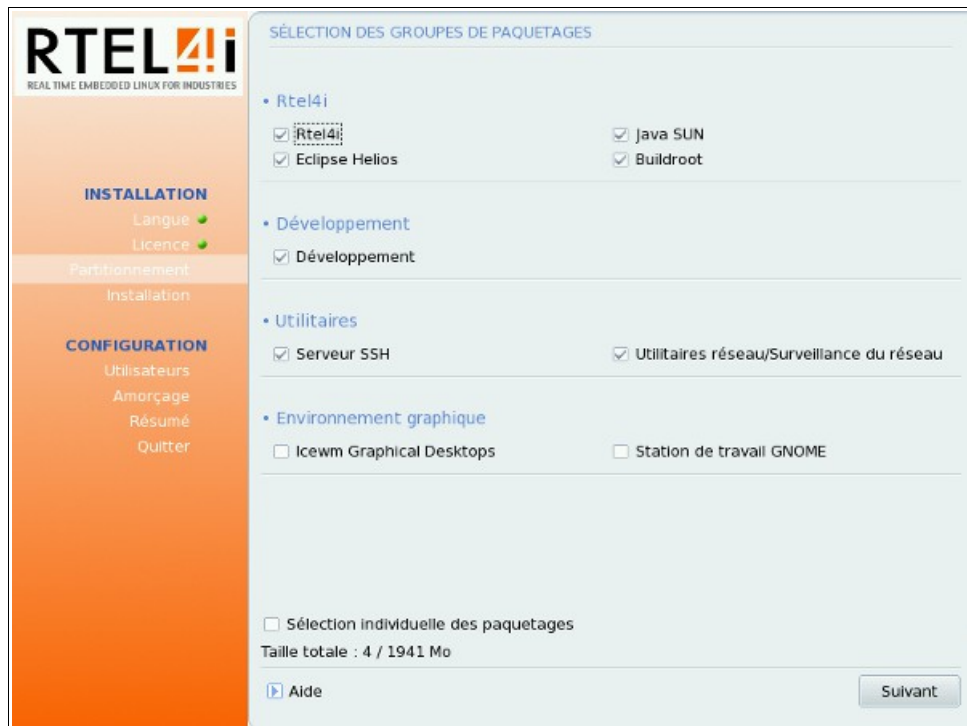 RTEL4!i
REAL TIME EMBEDDED LINUX FOR INDUSTRIES
INSTALLATION
Langue
Licence
Partitionnement
Installation
CONFIGURATION
Utilisateurs
Amorçage
Résumé
Quitter
SÉLECTION DES GROUPES DE PAQUETAGES
• Rtel4i
Rtel4i
Java SUN
Eclipse Helios
Buildroot
• Développement
Développement
• Utilitaires
Serveur SSH
Utilitaires réseau/Surveillance du réseau
• Environnement graphique
Icewm Graphical Desktops
Station de travail GNOME
Sélection individuelle des paquetages
Taille totale : 4 / 1941 Mo
Aide
Suivant